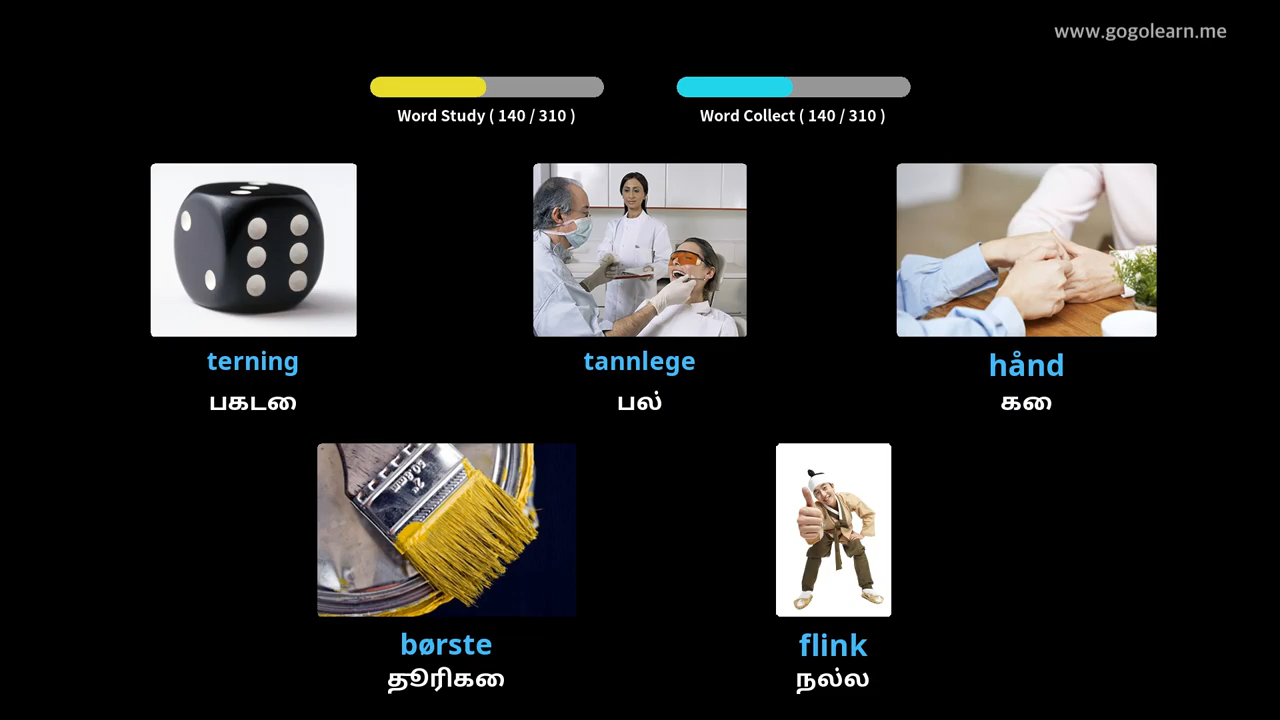 www.gogolearn.me
Word Study ( 140 / 310 )
Word Collect ( 140 / 310 )
terning
tannlege
hånd
பகடை
பல்
கை
børste
flink
தூரிகை
நல்ல